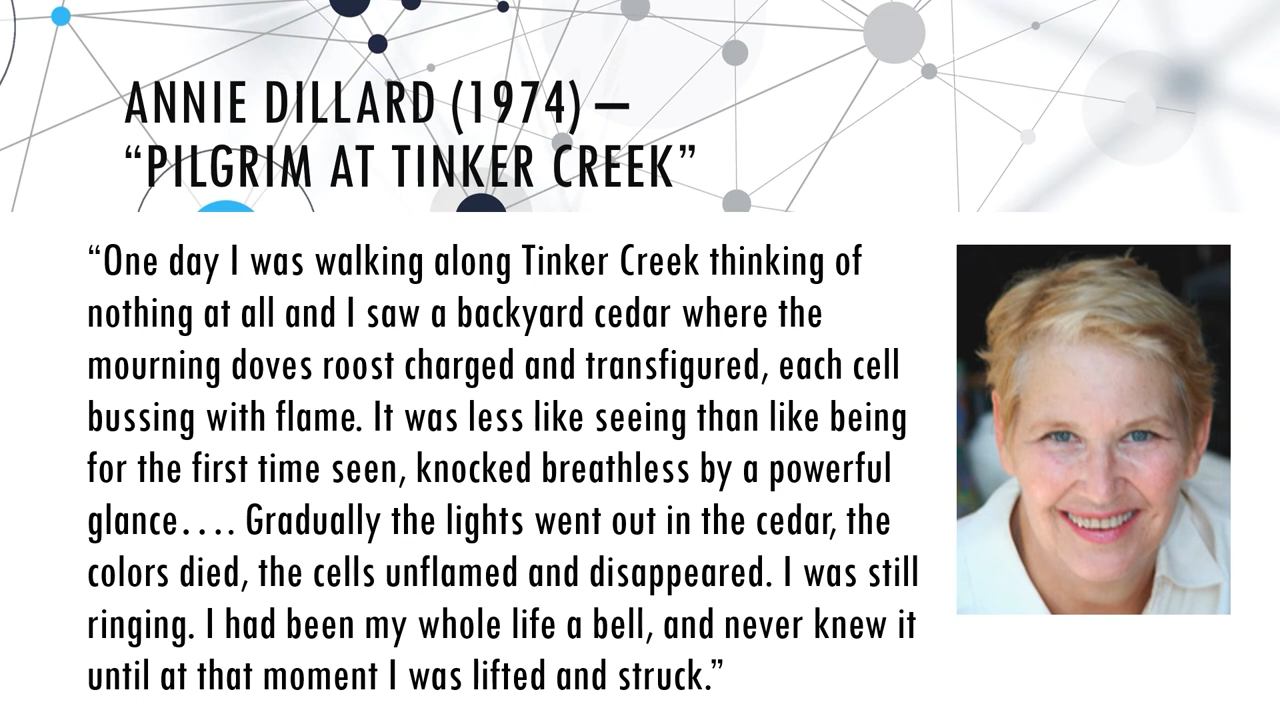 ANNIE DILLARD (1974) –
“PILGRIM AT TINKER CREEK”
“One day I was walking along Tinker Creek thinking of
nothing at all and I saw a backyard cedar where the
mourning doves roost charged and transfigured, each cell
bussing with flame. It was less like seeing than like being
for the first time seen, knocked breathless by a powerful
glance…. Gradually the lights went out in the cedar, the
colors died, the cells unflamed and disappeared. I was still
ringing. I had been my whole life a bell, and never knew it
until at that moment I was lifted and struck.”